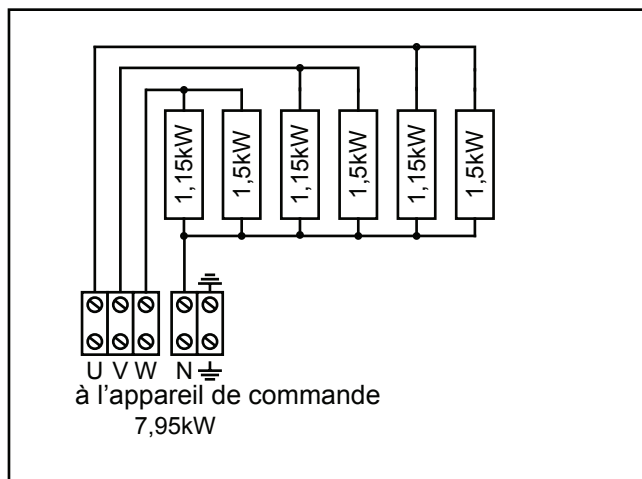 1,15kW 1,5kW 1,15kW 1,5kW 1,15kW 1,5kW
U V W N
à l’appareil de commande
7,95kW